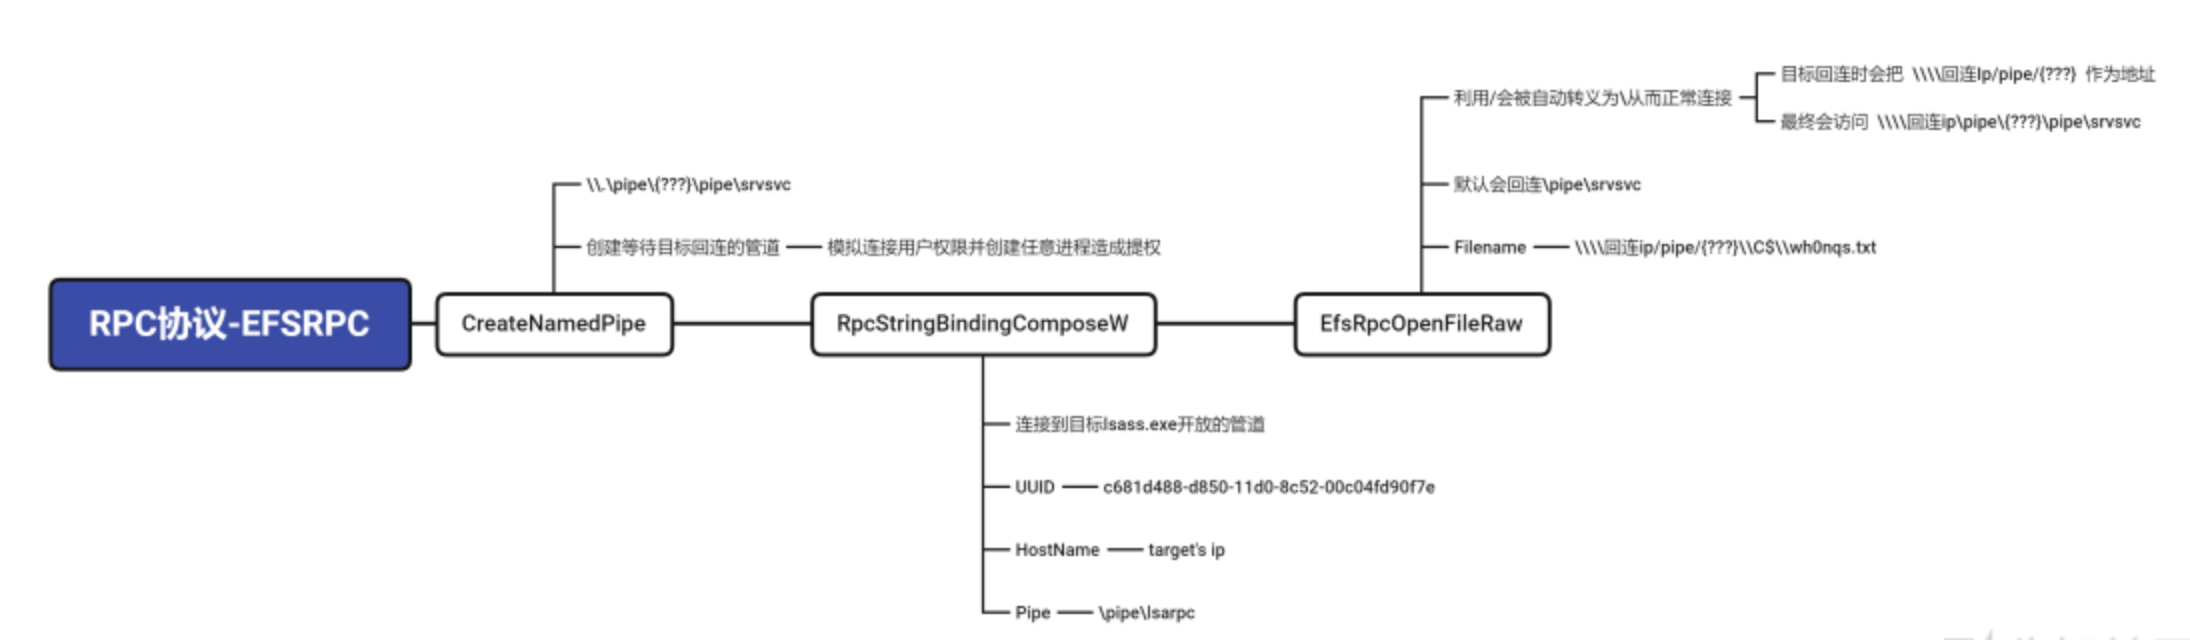 RPC协议-EFSRPC
CreateNamedPipe
\\.\pipe\{???}\pipe\srvsvc
创建等待目标回连的管道
模拟连接用户权限并创建任意进程造成提权
RpcStringBindingComposeW
连接到目标lsass.exe开放的管道
UUID
c681d488-d850-11d0-8c52-00c04fd90f7e
HostName
target's ip
Pipe
\pipe\lsarpc
EfsRpcOpenFileRaw
利用/会被自动转义为\从而正常连接
目标回连时会把 \\\\回连Ip/pipe/{???} 作为地址
最终会访问 \\\\回连ip\pipe\{???}\pipe\srvsvc
默认会回连\pipe\srvsvc
Filename
\\\\回连ip/pipe/{???}\\C$\\wh0nqs.txt